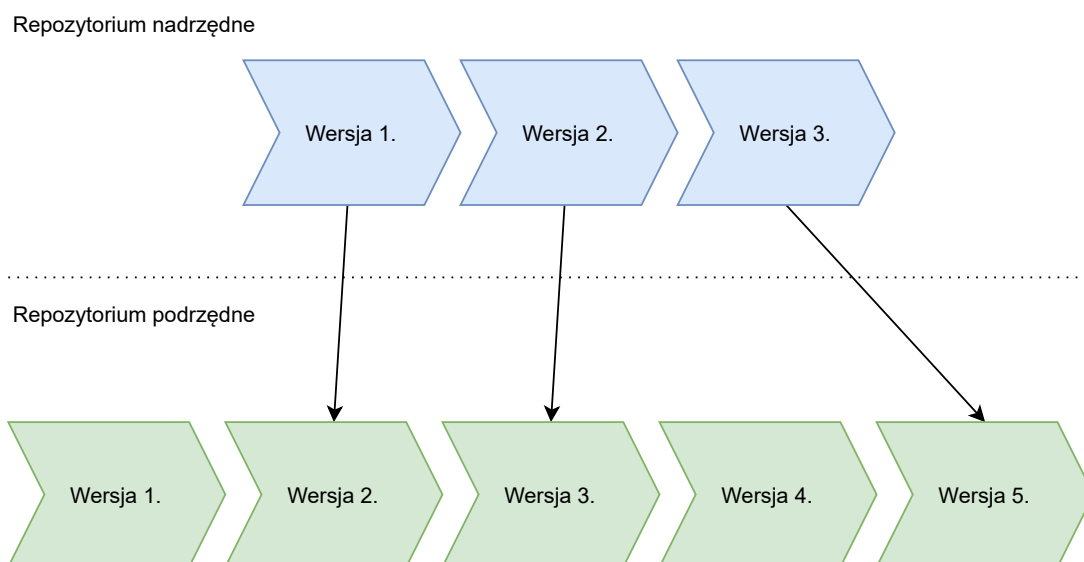 Repozytorium nadrzędne
Wersja 1.
Wersja 2.
Wersja 3.
Repozytorium podrzędne
Wersja 1.
Wersja 2.
Wersja 3.
Wersja 4.
Wersja 5.